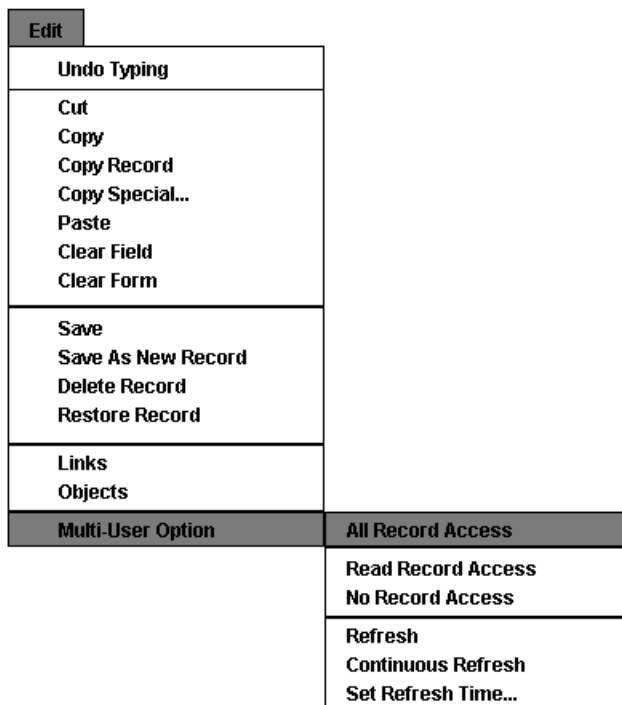 Edit
Undo Typing
Cut
Copy
Copy Record
Copy Special...
Paste
Clear Field
Clear Form
Save
Save As New Record
Delete Record
Restore Record
Links
Objects
Multi-User Option
All Record Access
Read Record Access
No Record Access
Refresh
Continuous Refresh
Set Refresh Time...